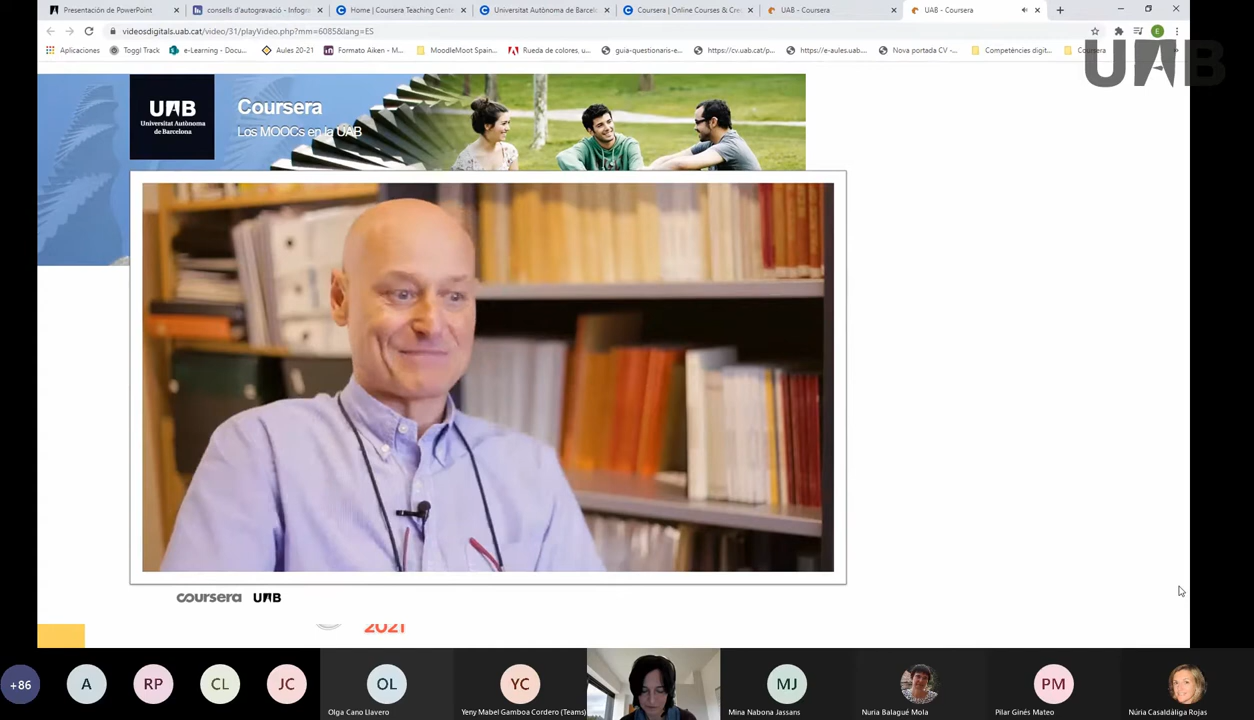 Presentación de PowerPoint
consells d'autogravació - Infogra
Home | Coursera Teaching Cent
Universitat Autònoma de Barcelo
Coursera | Online Courses & Cre
UAB - Coursera
UAB - Coursera
videosdigitals.uab.cat/video/31/playVideo.php?mm=6085&lang=ES
E
Aplicaciones
Toggl Track
e-Learning - Docu...
Aules 20-21
Formato Aiken - M...
MoodleMoot Spain...
Rueda de colores, u...
guia-questionaris-e...
https://cv.uab.cat/p...
https://e-aules.uab...
Nova portada CV - ...
Competéncies digit...
Coursera
UAB
UAB
Universitat Autònoma
de Barcelona
Coursera
Los MOOCs en la UAB
coursera UAB
2021
+86
A
RP
CL
JC
OL
YC
MJ
PM
Olga Cano Llavero
Yeny Mabel Gamboa Cordero (Teams)
Mina Nabona Jassans
Nuria Balagué Mola
Pilar Ginés Mateo
Núria Casaldáliga Rojas